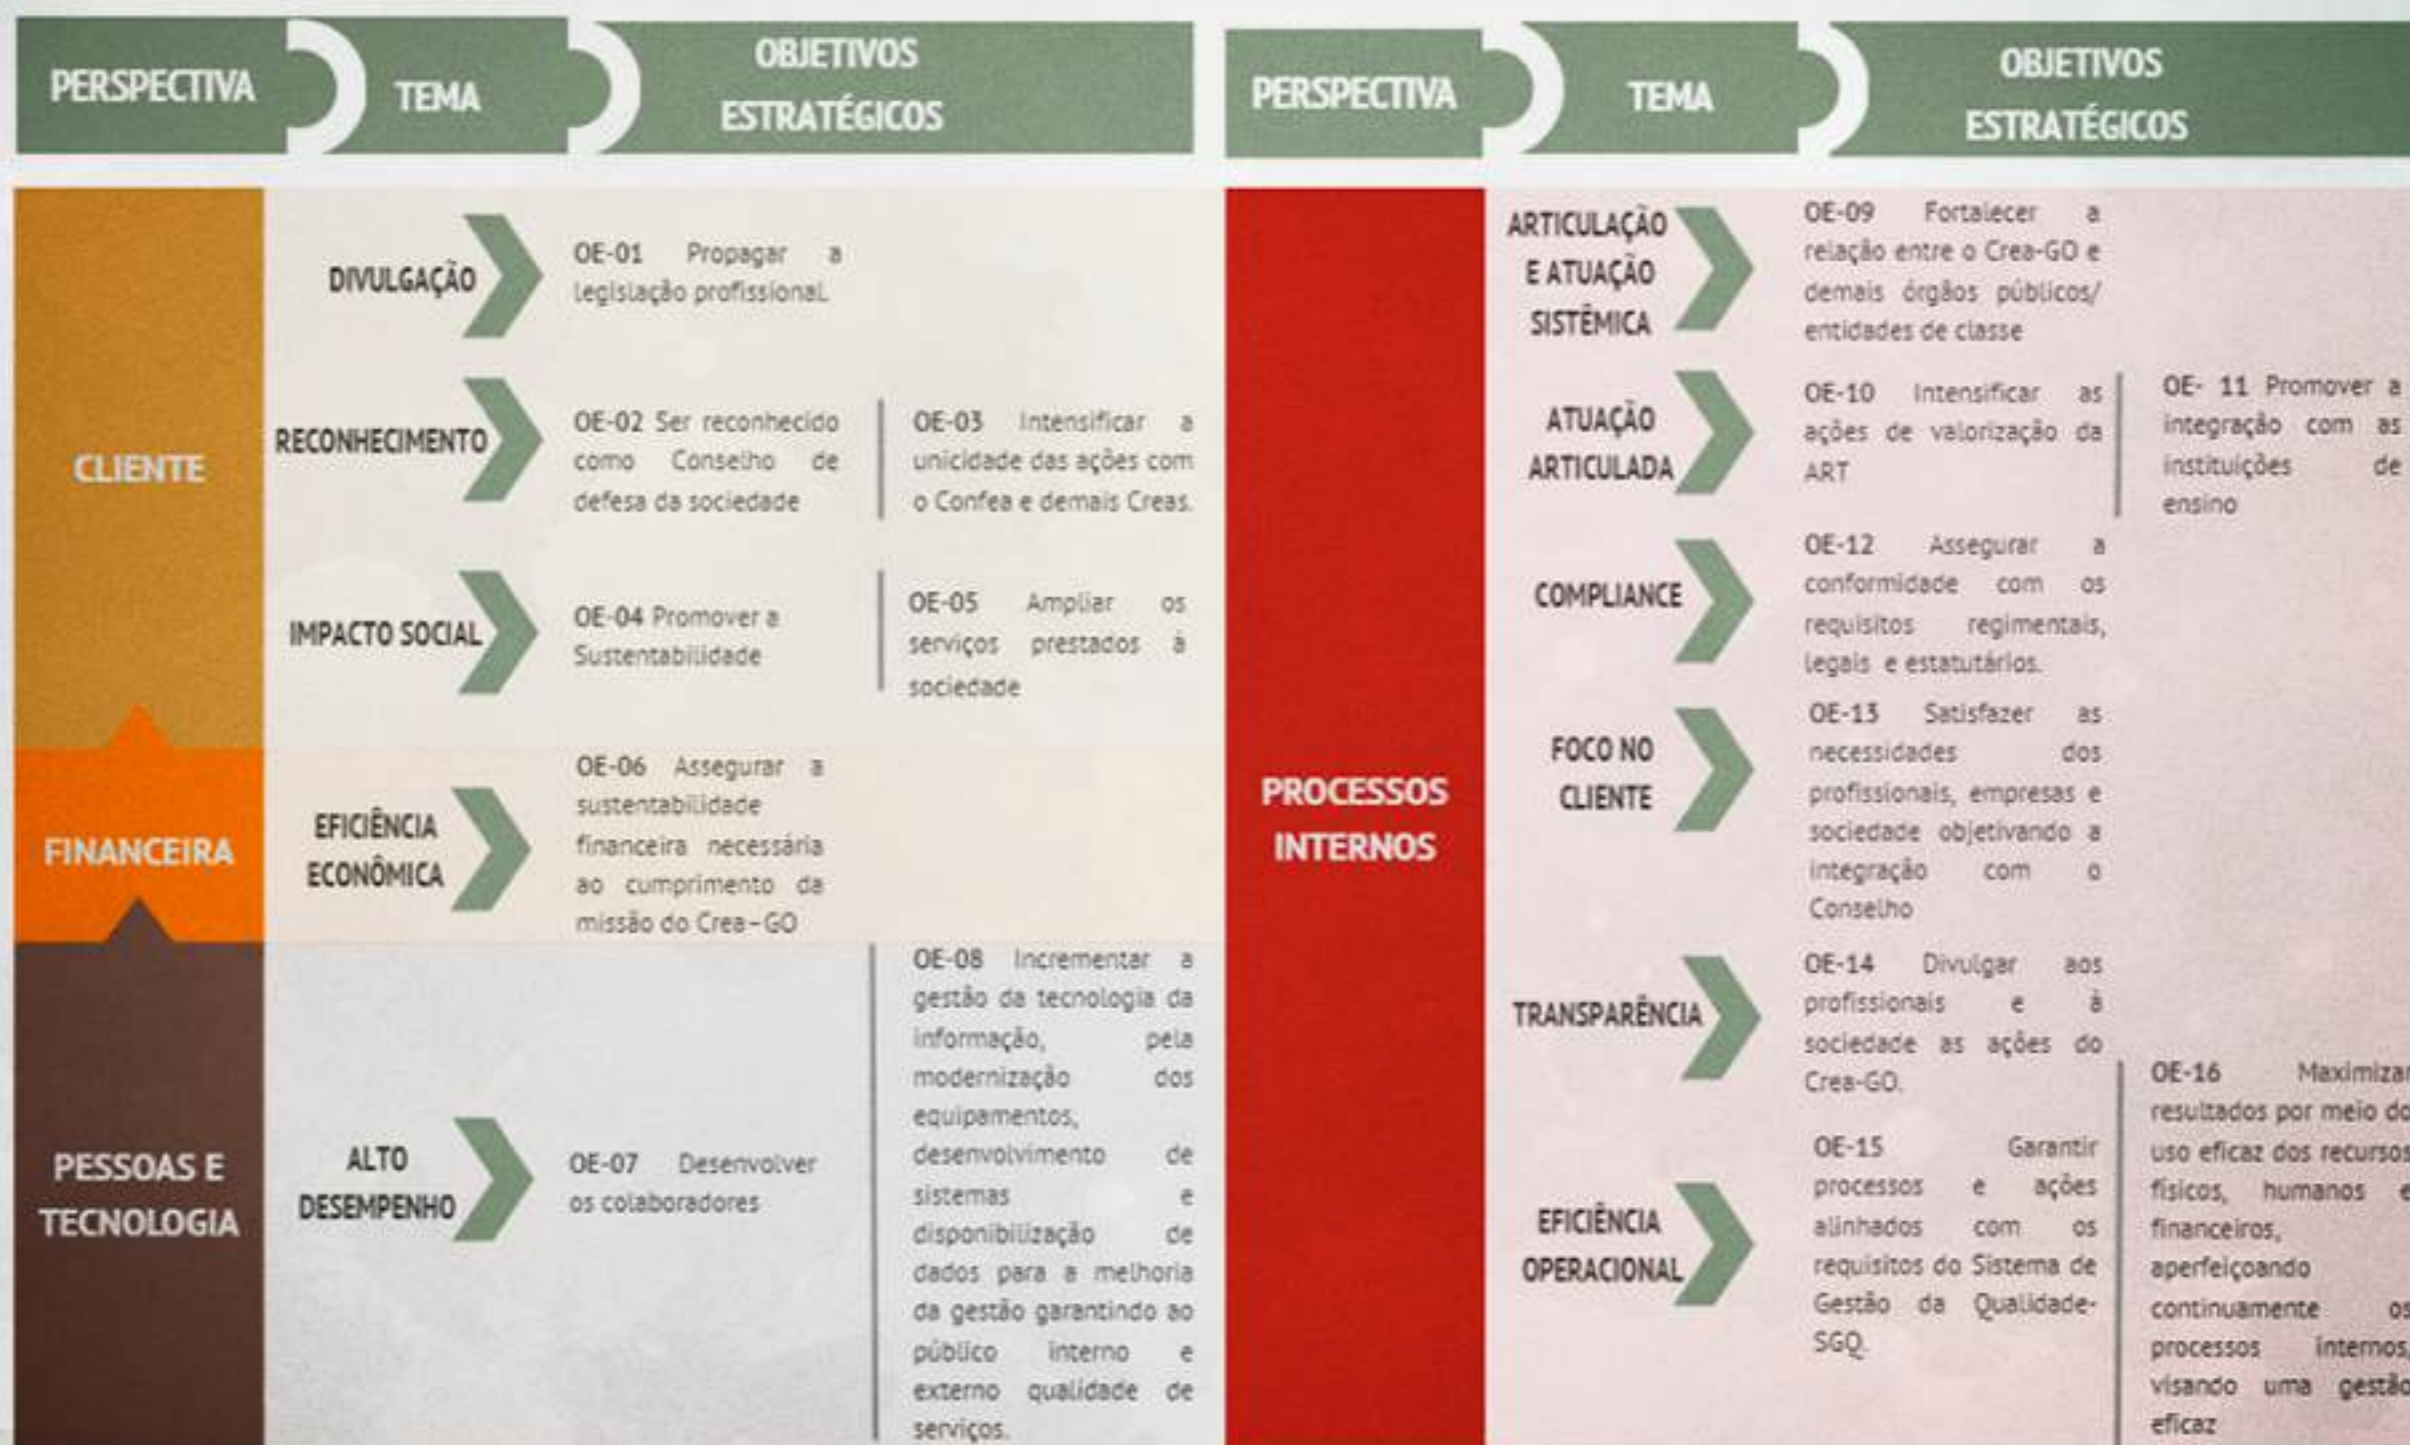 PERSPECTIVA
TEMA
OBJETIVOS
ESTRATÉGICOS
CLIENTE
DIVULGAÇÃO
OE-01 Propagar a
legislação profissional.
RECONHECIMENTO
OE-02 Ser reconhecido
como Conselho de
defesa da sociedade
OE-03 Intensificar a
unicidade das ações com
o Confea e demais Creas.
IMPACTO SOCIAL
OE-04 Promover a
Sustentabilidade
OE-05 Ampliar os
serviços prestados à
sociedade
FINANCEIRA
EFICIÊNCIA
ECONÔMICA
OE-06 Assegurar a
sustentabilidade
financeira necessária
ao cumprimento da
missão do Crea–GO
PESSOAS E
TECNOLOGIA
ALTO
DESEMPENHO
OE-07 Desenvolver
os colaboradores
OE-08 Incrementar a
gestão da tecnologia da
informação, pela
modernização dos
equipamentos,
desenvolvimento de
sistemas e
disponibilização de
dados para a melhoria
da gestão garantindo ao
público interno e
externo qualidade de
serviços.
PERSPECTIVA
TEMA
OBJETIVOS
ESTRATÉGICOS
PROCESSOS
INTERNOS
ARTICULAÇÃO
E ATUAÇÃO
SISTÊMICA
OE-09 Fortalecer a
relação entre o Crea-GO e
demais órgãos públicos/
entidades de classe
ATUAÇÃO
ARTICULADA
OE-10 Intensificar as
ações de valorização da
ART
OE- 11 Promover a
integração com as
instituições de
ensino
COMPLIANCE
OE-12 Assegurar a
conformidade com os
requisitos regimentais,
legais e estatutários.
FOCO NO
CLIENTE
OE-13 Satisfazer as
necessidades dos
profissionais, empresas e
sociedade objetivando a
integração com o
Conselho
TRANSPARÊNCIA
OE-14 Divulgar aos
profissionais e à
sociedade as ações do
Crea-GO.
EFICIÊNCIA
OPERACIONAL
OE-15 Garantir
processos e ações
alinhados com os
requisitos do Sistema de
Gestão da Qualidade-
SGQ.
OE-16 Maximizar
resultados por meio do
uso eficaz dos recursos
físicos, humanos e
financeiros,
aperfeiçoando
continuamente os
processos internos,
visando uma gestão
eficaz